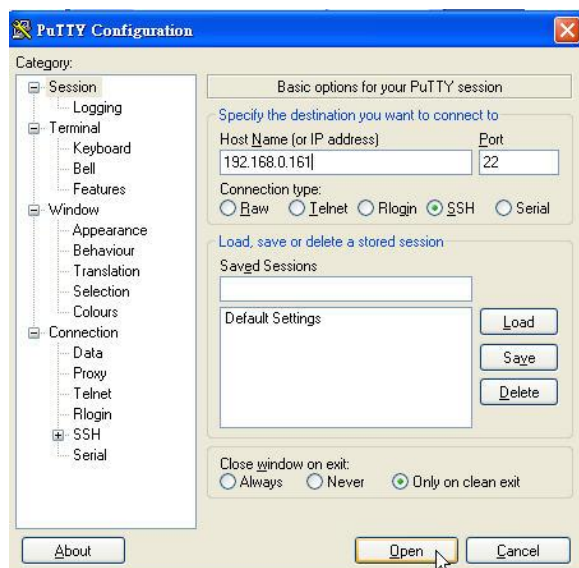 PuTTY Configuration
Category:
Session
Logging
Terminal
Keyboard
Bell
Features
Window
Appearance
Behaviour
Translation
Selection
Colours
Connection
Data
Proxy
Telnet
Rlogin
SSH
Serial
Basic options for your PuTTY session
Specify the destination you want to connect to
Host Name (or IP address) Port
192.168.0.161 22
Connection type:
Raw Telnet Rlogin SSH Serial
Load, save or delete a stored session
Saved Sessions
Default Settings
Load
Save
Delete
Close window on exit:
Always Never Only on clean exit
About Open Cancel